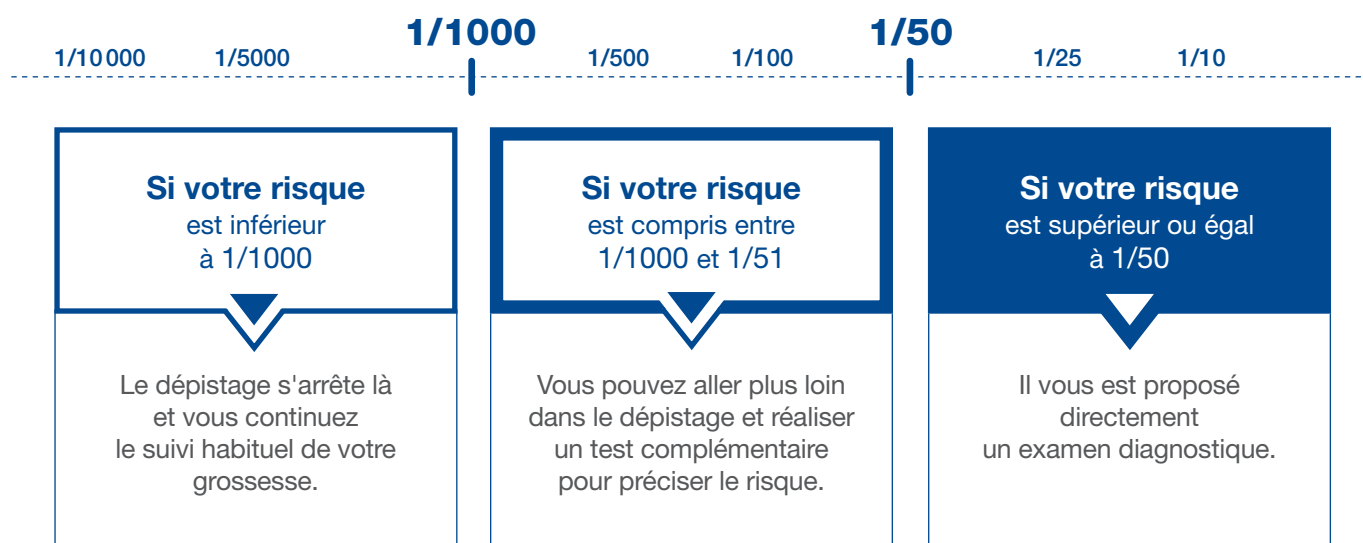 1/10 000 1/5000 1/1000 1/500 1/100 1/50 1/25 1/10
Si votre risque
est inférieur
à 1/1000
Le dépistage s'arrête là
et vous continuez
le suivi habituel de votre
grossesse.
Si votre risque
est compris entre
1/1000 et 1/51
Vous pouvez aller plus loin
dans le dépistage et réaliser
un test complémentaire
pour préciser le risque.
Si votre risque
est supérieur ou égal
à 1/50
Il vous est proposé
directement
un examen diagnostique.